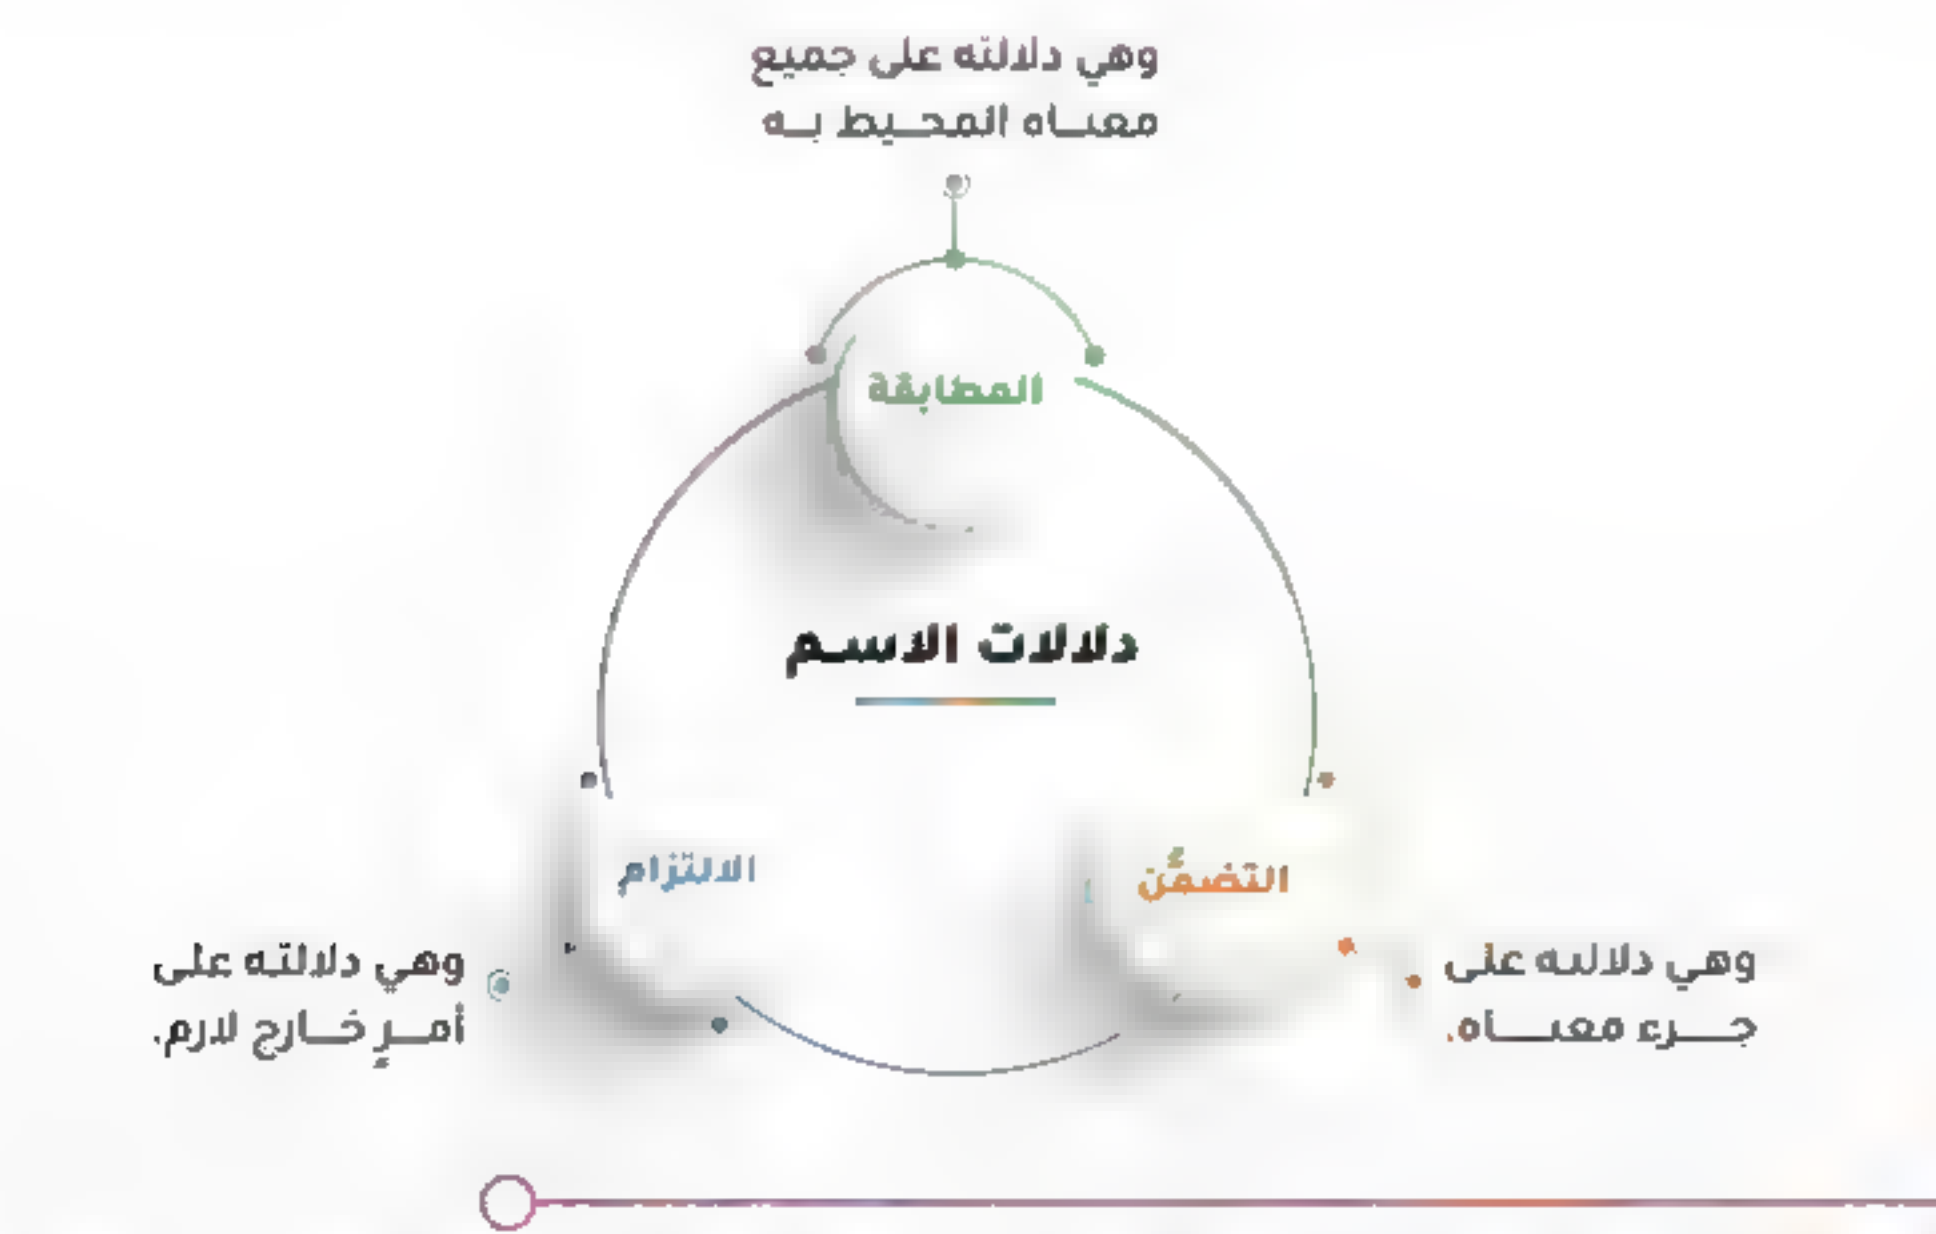 وهي دلالته على جميع
معناه المحيط به
المطابقة
دلالات الاسم
التضمُّن
الالتزام
وهي دلالته على
جزء معناه.
وهي دلالته على
أمرٍ خارج لازم.